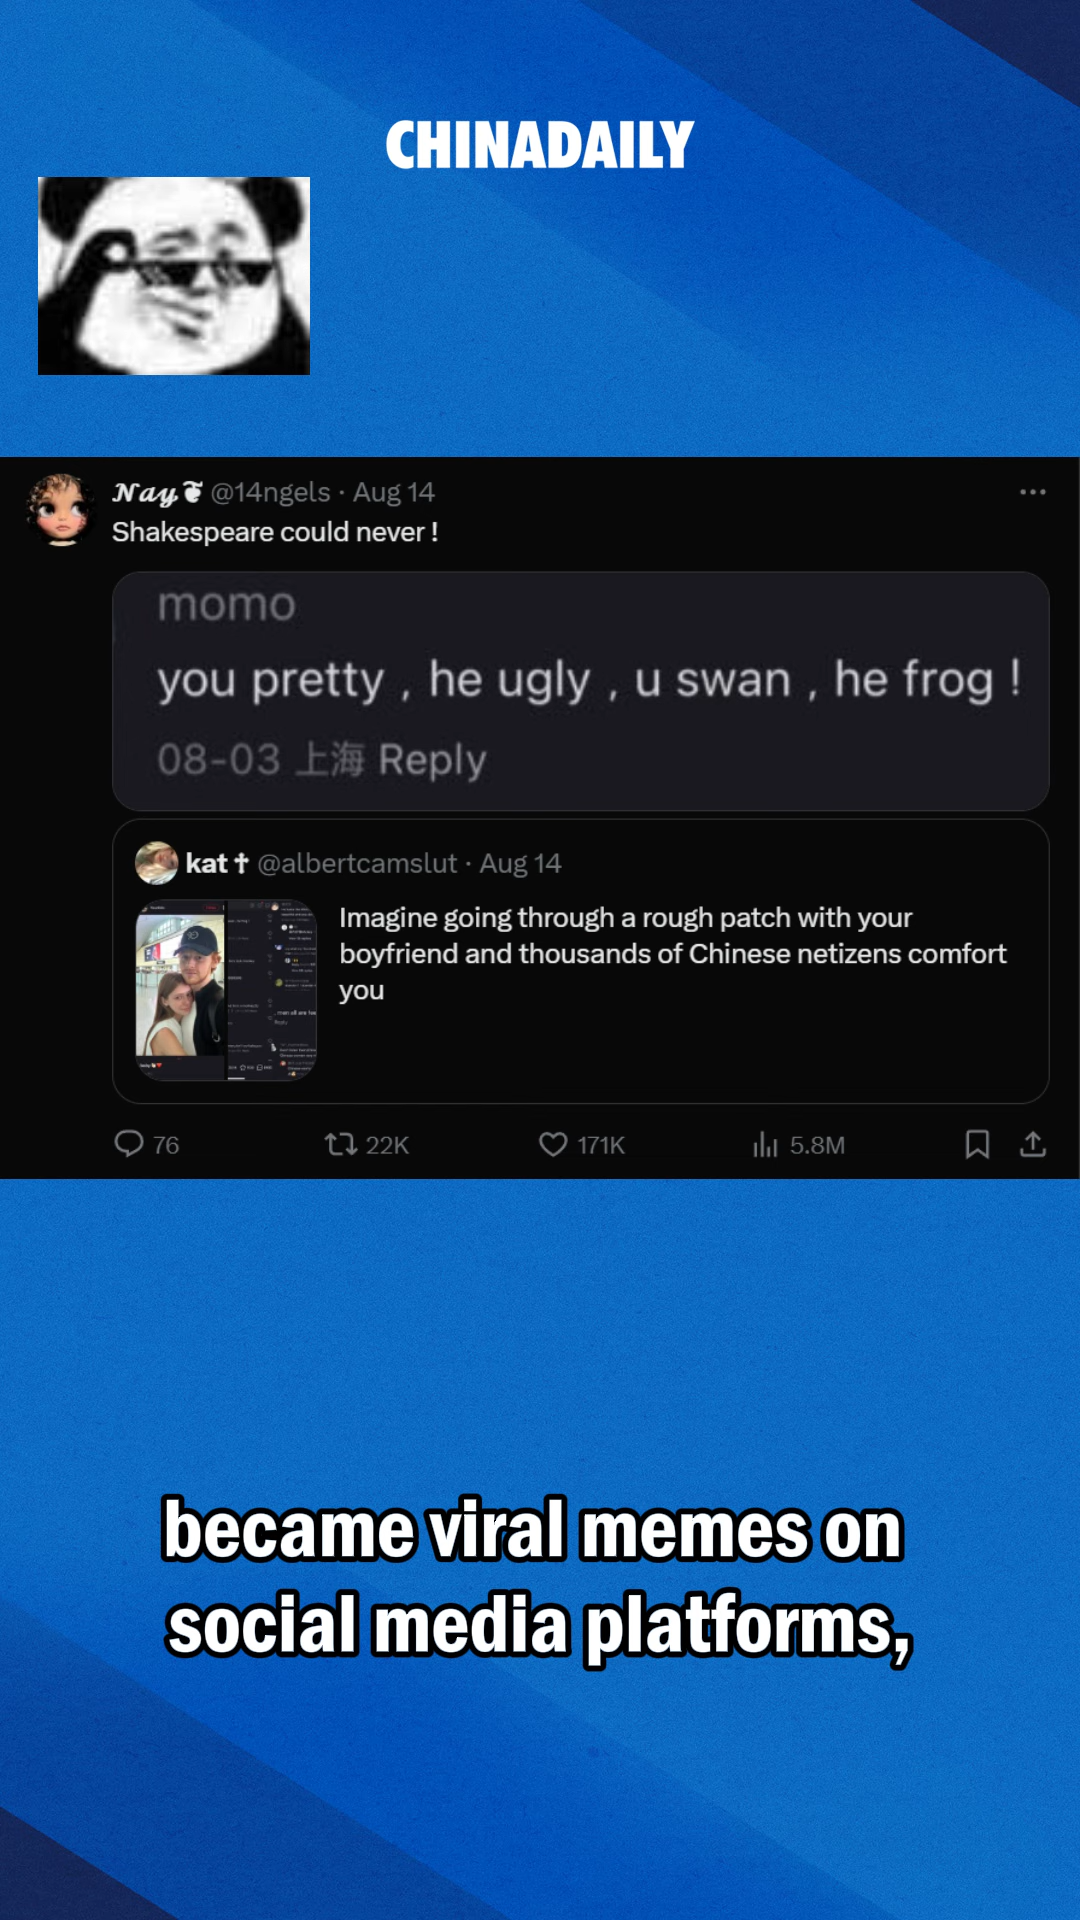 CHINADAILY
Nay @14ngels · Aug 14
Shakespeare could never !
momo
you pretty , he ugly , u swan , he frog !
08-03 上海 Reply
kat✝ @albertcamslut · Aug 14
Imagine going through a rough patch with your
boyfriend and thousands of Chinese netizens comfort
you
76 22K 171K 5.8M
became viral memes on
social media platforms,